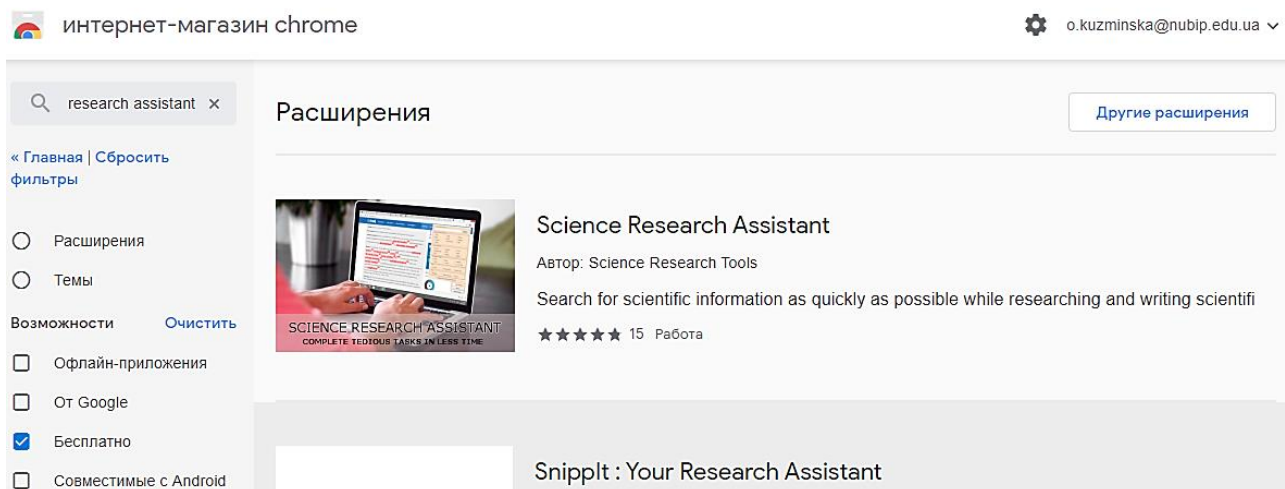 интернет-магазин chrome
o.kuzminska@nubip.edu.ua
research assistant ×
« Главная | Сбросить
фильтры
Расширения
Темы
Возможности Очистить
Офлайн-приложения
От Google
Бесплатно
Совместимые с Android
Расширения
Другие расширения
SCIENCE RESEARCH ASSISTANT
COMPLETE TEDIOUS TASKS IN LESS TIME
Science Research Assistant
Автор: Science Research Tools
Search for scientific information as quickly as possible while researching and writing scientifi
15 Работа
SnippIt : Your Research Assistant